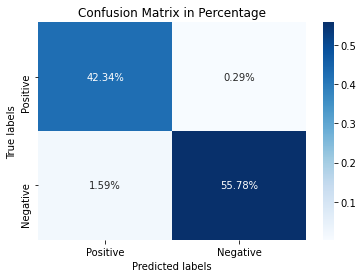 Confusion Matrix in Percentage
True labels
Positive
42.34%
0.29%
Negative
1.59%
55.78%
Positive
Negative
Predicted labels
0.5
0.4
0.3
0.2
0.1